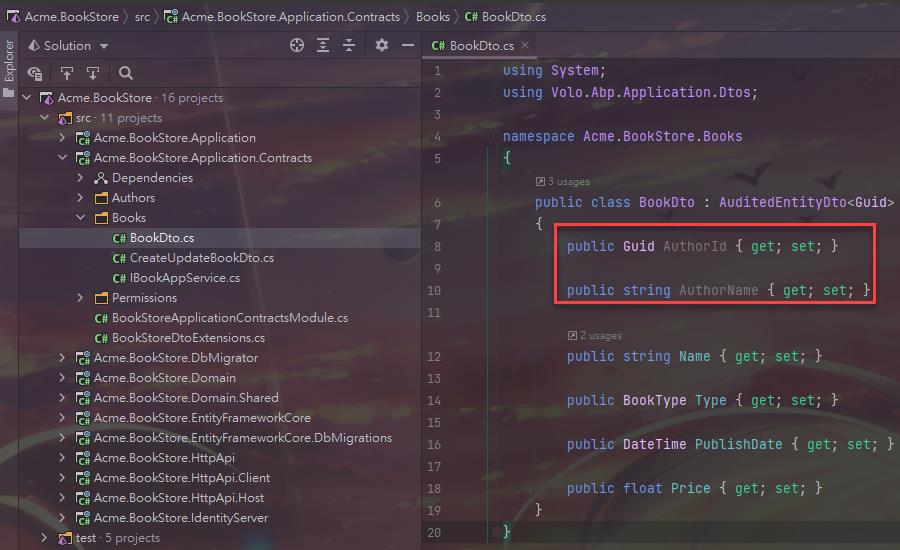 Acme.BookStore 〉 src 〉 Acme.BookStore.Application.Contracts 〉 Books 〉 C# BookDto.cs
Explorer
Solution
C# BookDto.cs ×
Acme.BookStore · 16 projects
src · 11 projects
Acme.BookStore.Application
Acme.BookStore.Application.Contracts
Dependencies
Authors
Books
C# BookDto.cs
C# CreateUpdateBookDto.cs
C# IBookAppService.cs
Permissions
C# BookStoreApplicationContractsModule.cs
C# BookStoreDtoExtensions.cs
Acme.BookStore.DbMigrator
Acme.BookStore.Domain
Acme.BookStore.Domain.Shared
Acme.BookStore.EntityFrameworkCore
Acme.BookStore.EntityFrameworkCore.DbMigrations
Acme.BookStore.HttpApi
Acme.BookStore.HttpApi.Client
Acme.BookStore.HttpApi.Host
Acme.BookStore.IdentityServer
test · 5 projects
1 using System;
2 using Volo.Abp.Application.Dtos;
3
4 namespace Acme.BookStore.Books
5 {
3 usages
6 public class BookDto : AuditedEntityDto<Guid>
7 {
8 public Guid AuthorId { get; set; }
9
10 public string AuthorName { get; set; }
11
2 usages
12 public string Name { get; set; }
13
14 public BookType Type { get; set; }
15
16 public DateTime PublishDate { get; set; }
17
18 public float Price { get; set; }
19 }
20 }